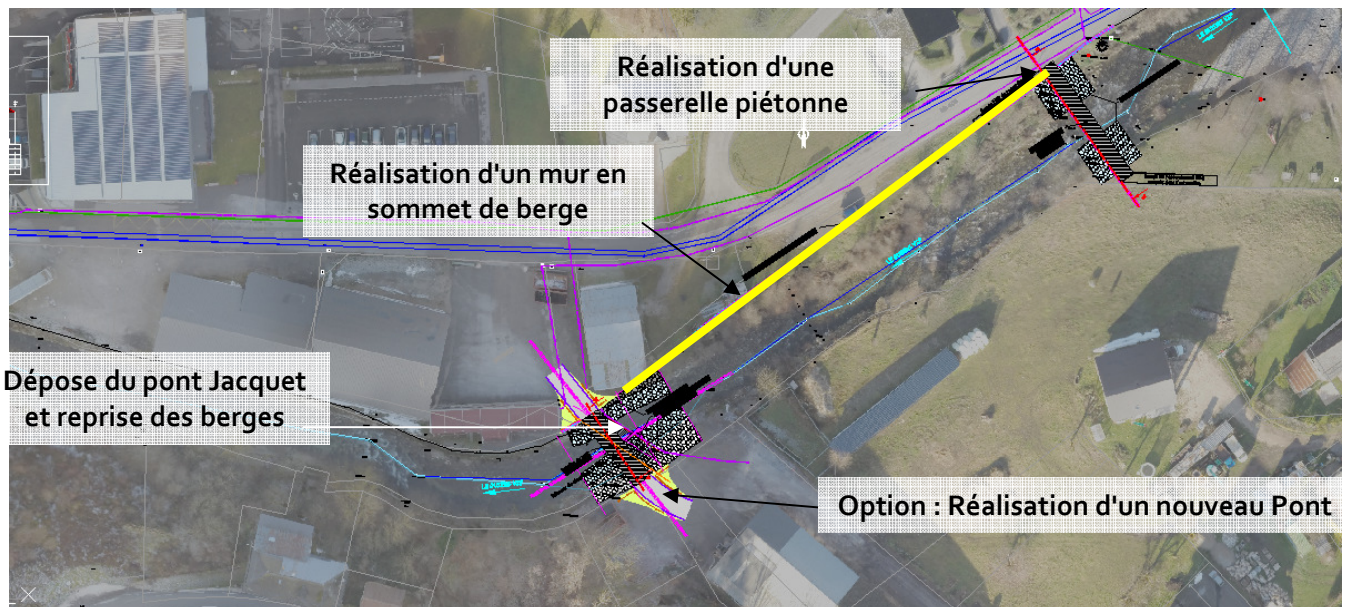 Réalisation d'une
passerelle piétonne
Réalisation d'un mur en
sommet de berge
Dépose du pont Jacquet
et reprise des berges
Option : Réalisation d'un nouveau Pont